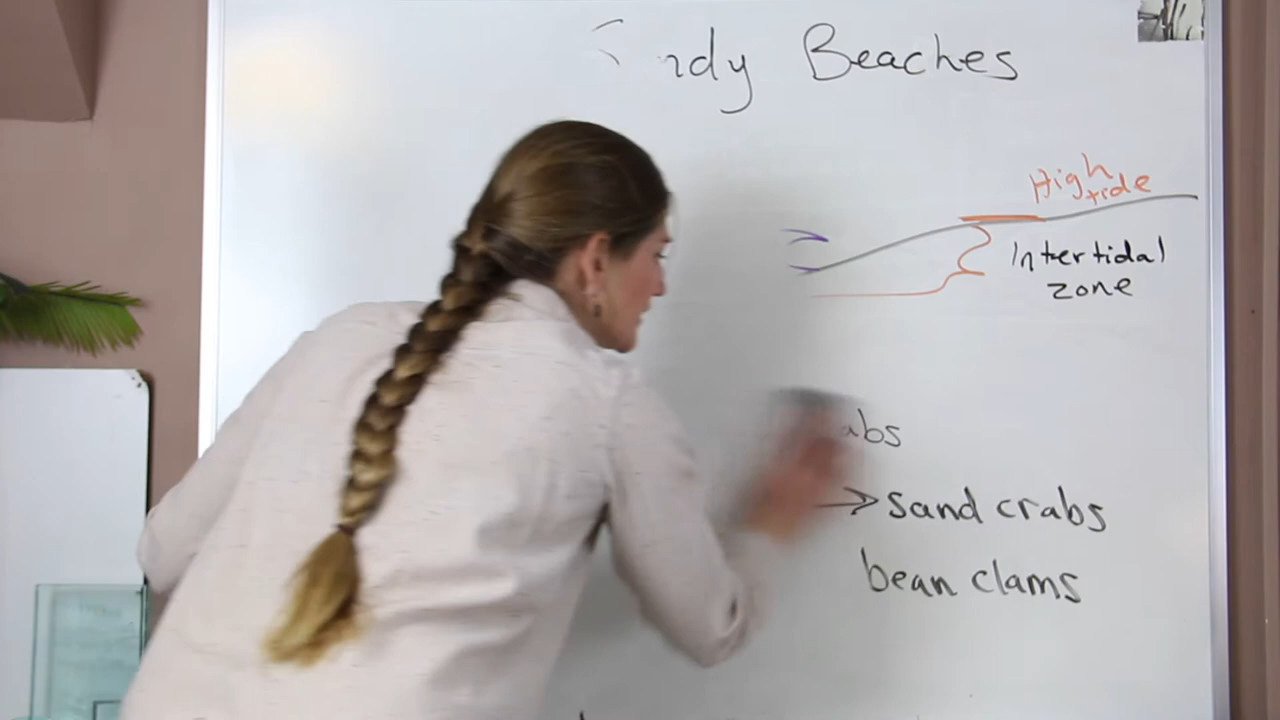 Beaches
High
tide
Intertidal
zone
→ sand crabs
bean clams